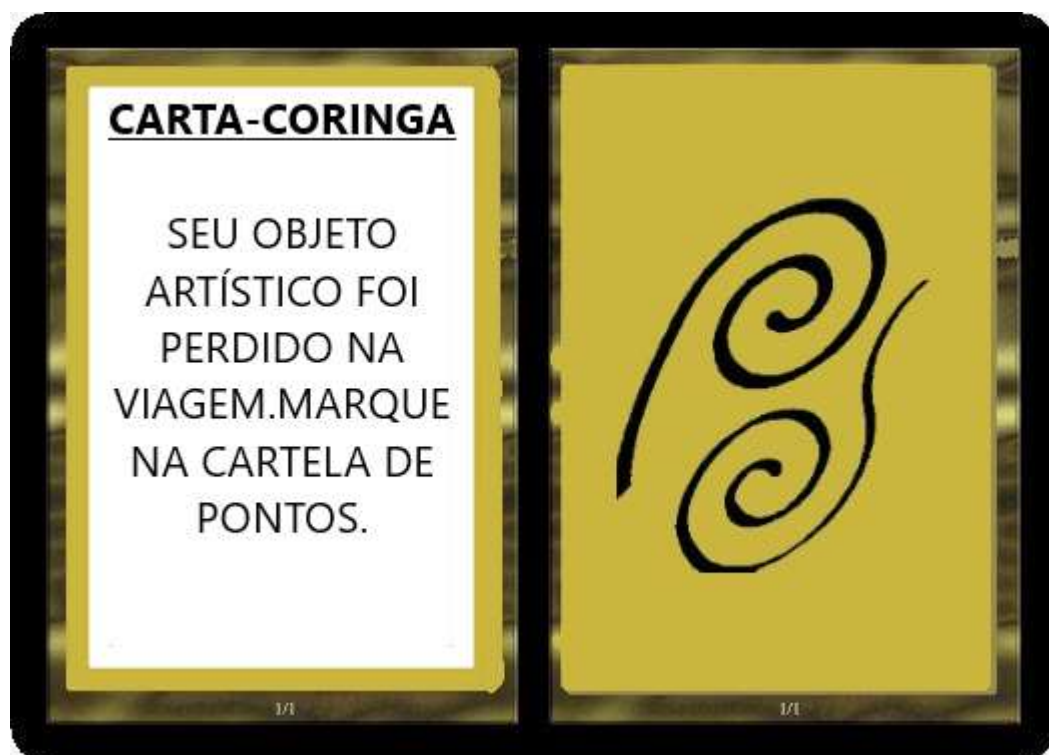 CARTA-CORINGA
SEU OBJETO
ARTÍSTICO FOI
PERDIDO NA
VIAGEM.MARQUE
NA CARTELA DE
PONTOS.
1/1
1/1